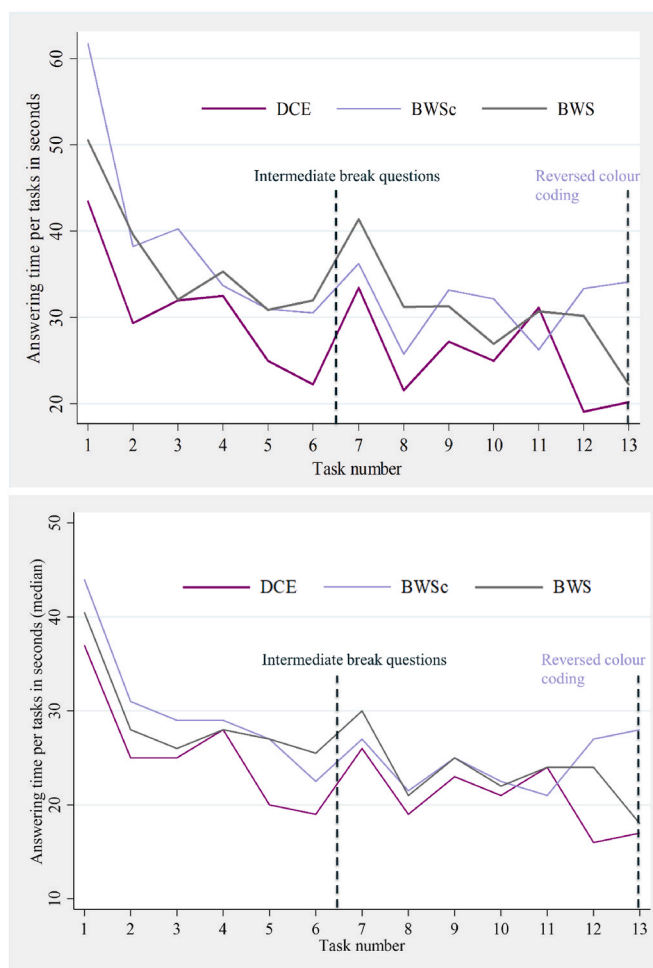 60
50
40
30
20
Answering time per tasks in seconds
DCE
BWSc
BWS
Intermediate break questions
Reversed colour
coding
1 2 3 4 5 6 7 8 9 10 11 12 13
Task number
50
40
30
20
10
Answering time per tasks in seconds (median)
DCE
BWSc
BWS
Intermediate break questions
Reversed colour
coding
1 2 3 4 5 6 7 8 9 10 11 12 13
Task number